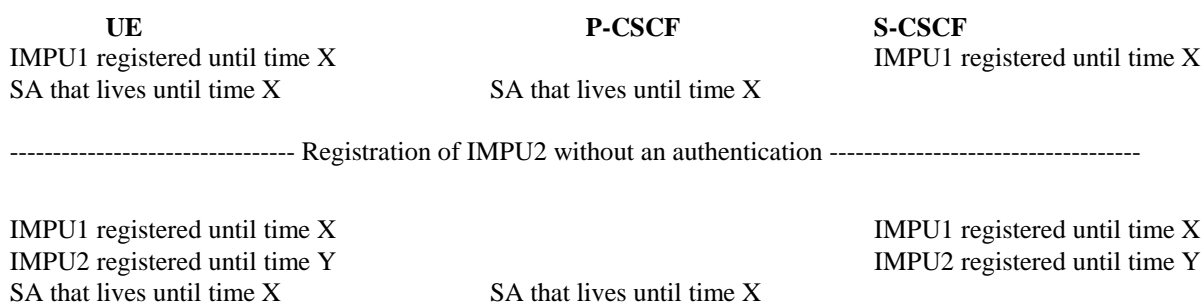 UE P-CSCF S-CSCF
IMPU1 registered until time X IMPU1 registered until time X
SA that lives until time X SA that lives until time X
--------------------------------- Registration of IMPU2 without an authentication ------------------------------------
IMPU1 registered until time X IMPU1 registered until time X
IMPU2 registered until time Y IMPU2 registered until time Y
SA that lives until time X SA that lives until time X